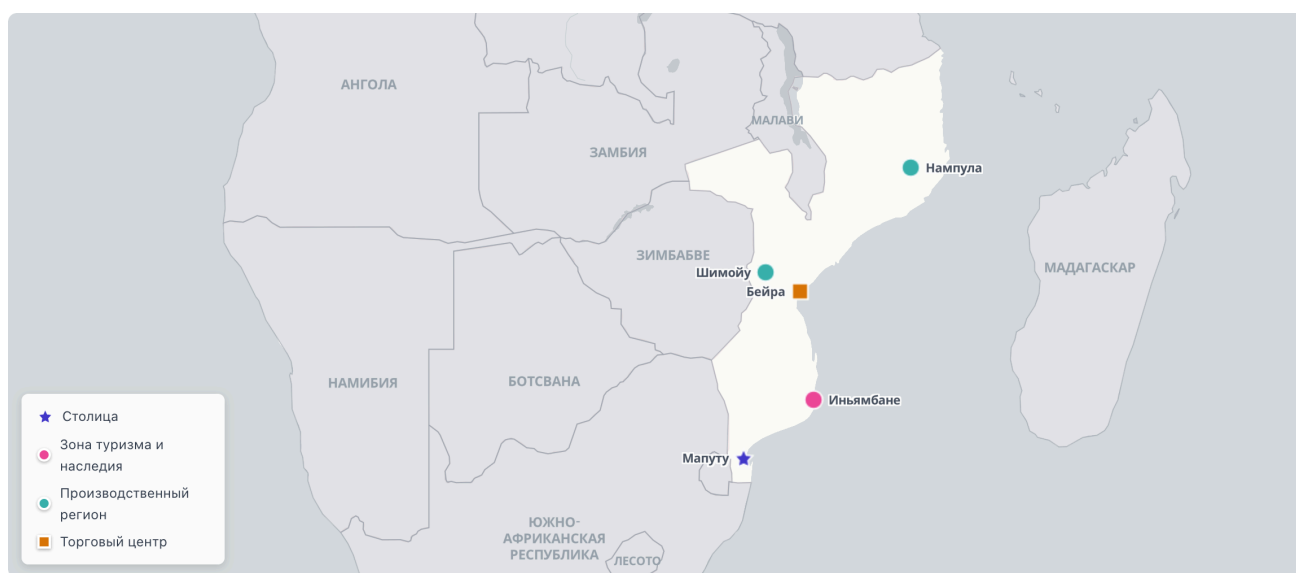 АНГОЛА
МАЛАВИ
ЗАМБИЯ
Нампула
ЗИМБАБВЕ
Шимойу
МАДАГАСКАР
Бейра
НАМИБИЯ
БОТСВАНА
Иньямбане
Мапуту
ЮЖНО-
АФРИКАНСКАЯ
РЕСПУБЛИКА
ЛЕСОТО
Столица
Зона туризма и
наследия
Производственный
регион
Торговый центр